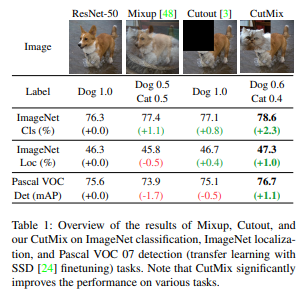 ResNet-50 Mixup [48] Cutout [3] CutMix
Image
Label Dog 1.0 Dog 0.5 Cat 0.5 Dog 1.0 Dog 0.6 Cat 0.4
ImageNet Cls (%) 76.3 (+0.0) 77.4 (+1.1) 77.1 (+0.8) 78.6 (+2.3)
ImageNet Loc (%) 46.3 (+0.0) 45.8 (-0.5) 46.7 (+0.4) 47.3 (+1.0)
Pascal VOC Det (mAP) 75.6 (+0.0) 73.9 (-1.7) 75.1 (-0.5) 76.7 (+1.1)
Table 1: Overview of the results of Mixup, Cutout, and
our CutMix on ImageNet classification, ImageNet localiza-
tion, and Pascal VOC 07 detection (transfer learning with
SSD [24] finetuning) tasks. Note that CutMix significantly
improves the performance on various tasks.